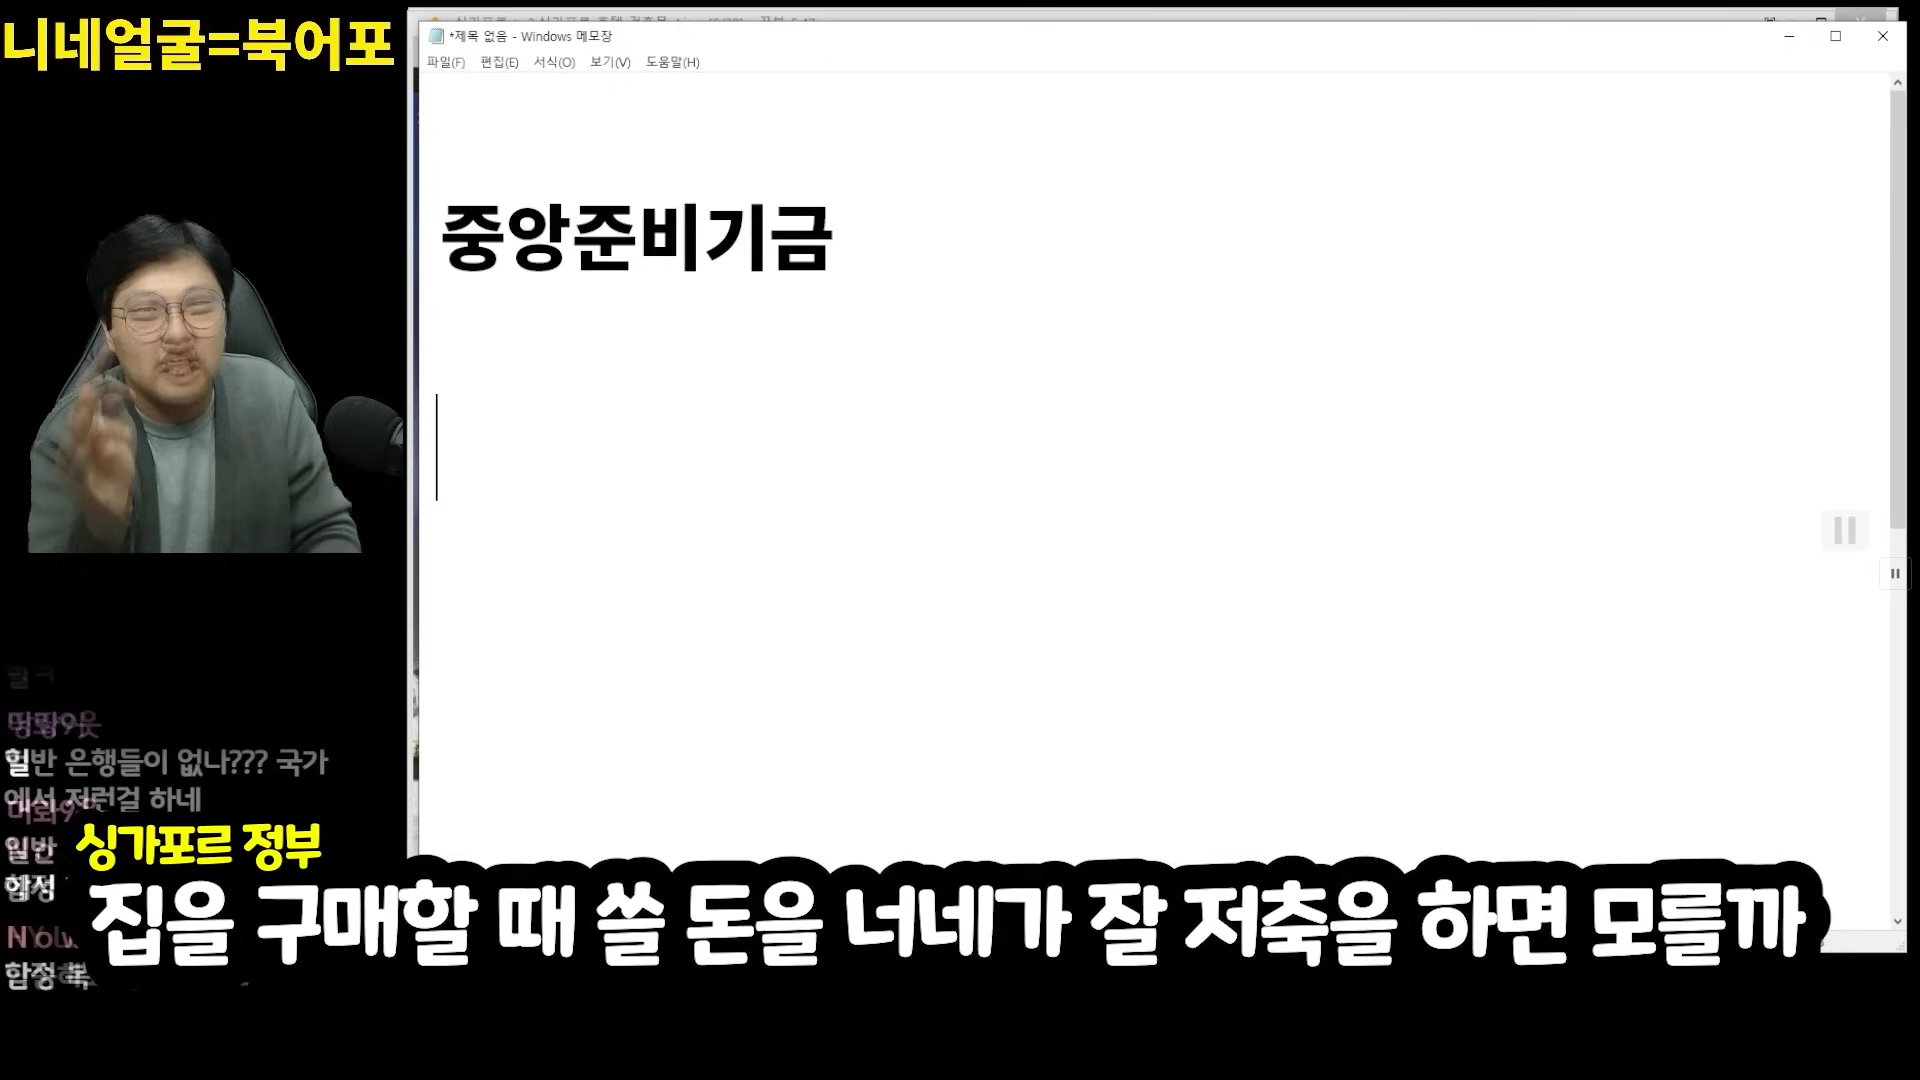 니네얼굴=북어포
*제목 없음 - Windows 메모장
파일(F) 편집(E) 서식(O) 보기(V) 도움말(H)
중앙준비기금
은행들이 없나??? 국가
저런걸 하네
일반
함정
싱가포르 정부
집을 구매할 때 쓸 돈을 너네가 잘 저축을 하면 모를까